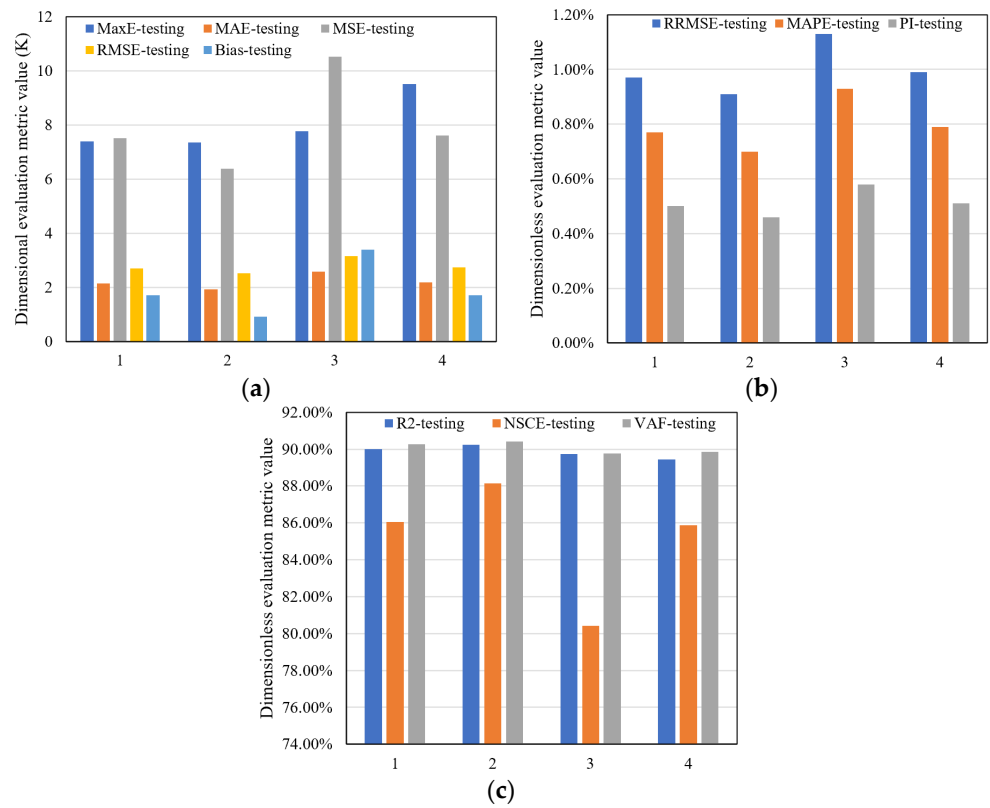 Dimensional evaluation metric value (K)
12
10
8
6
4
2
0
MaxE-testing MAE-testing MSE-testing
RMSE-testing Bias-testing
1 2 3 4
(a)
Dimensionless evaluation metric value
1.20%
1.00%
0.80%
0.60%
0.40%
0.20%
0.00%
RRMSE-testing MAPE-testing PI-testing
1 2 3 4
(b)
Dimensionless evaluation metric value
92.00%
90.00%
88.00%
86.00%
84.00%
82.00%
80.00%
78.00%
76.00%
74.00%
R2-testing NSCE-testing VAF-testing
1 2 3 4
(c)